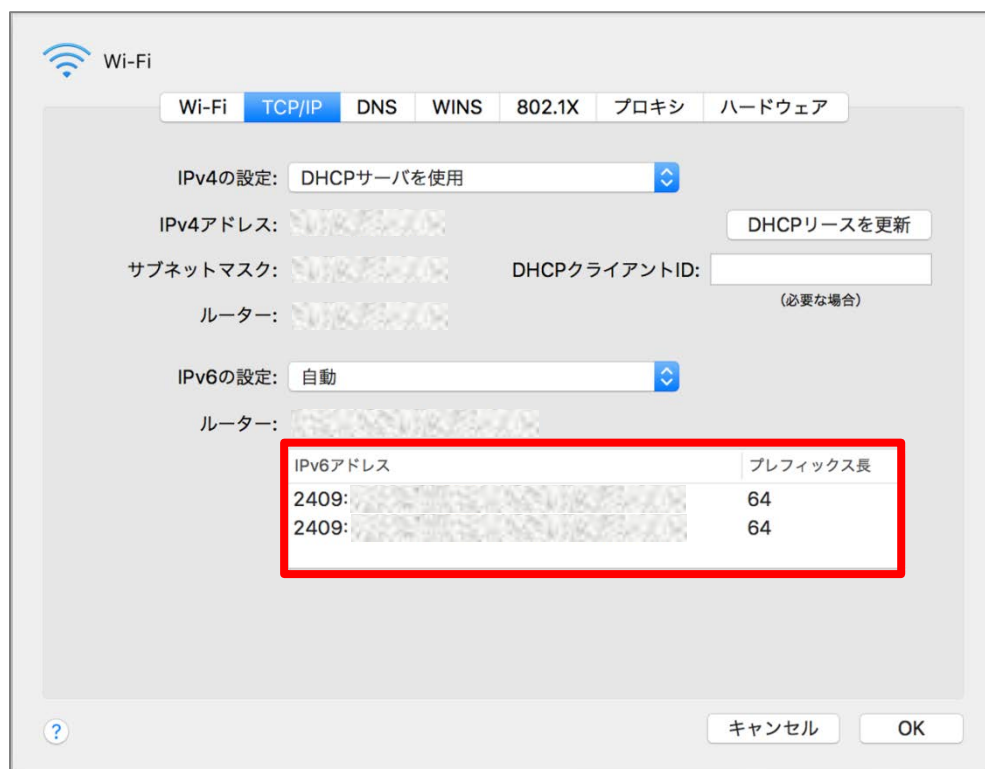 Wi-Fi
Wi-Fi TCP/IP DNS WINS 802.1X プロキシ ハードウェア
IPv4の設定: DHCPサーバを使用
IPv4アドレス: DHCPリースを更新
サブネットマスク: DHCPクライアントID:
(必要な場合)
ルーター:
IPv6の設定: 自動
ルーター:
IPv6アドレス プレフィックス長
2409: 64
2409: 64
? キャンセル OK